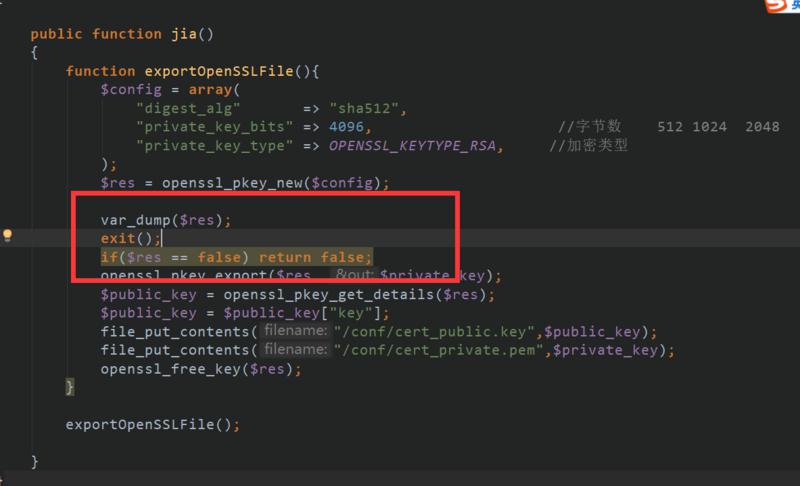 英
public function jia()
{
function exportOpenSSLFile(){
$config = array(
"digest_alg" => "sha512",
"private_key_bits" => 4096, //字节数 512 1024 2048
"private_key_type" => OPENSSL_KEYTYPE_RSA, //加密类型
);
$res = openssl_pkey_new($config);
var_dump($res);
exit();
if($res == false) return false;
openssl_pkey_export($res, &out: $private_key);
$public_key = openssl_pkey_get_details($res);
$public_key = $public_key["key"];
file_put_contents( filename: "/conf/cert_public.key",$public_key);
file_put_contents( filename: "/conf/cert_private.pem",$private_key);
openssl_free_key($res);
}
exportOpenSSLFile();
}